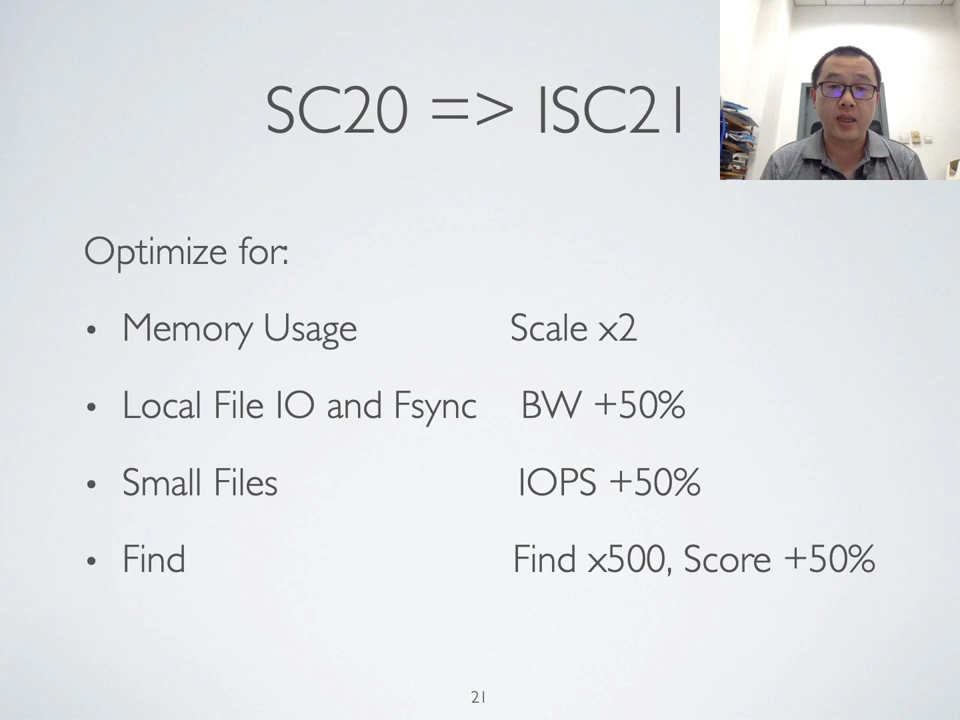 SC20 => ISC21
Optimize for:
• Memory Usage Scale x2
• Local File IO and Fsync BW +50%
• Small Files IOPS +50%
• Find Find x500, Score +50%
21